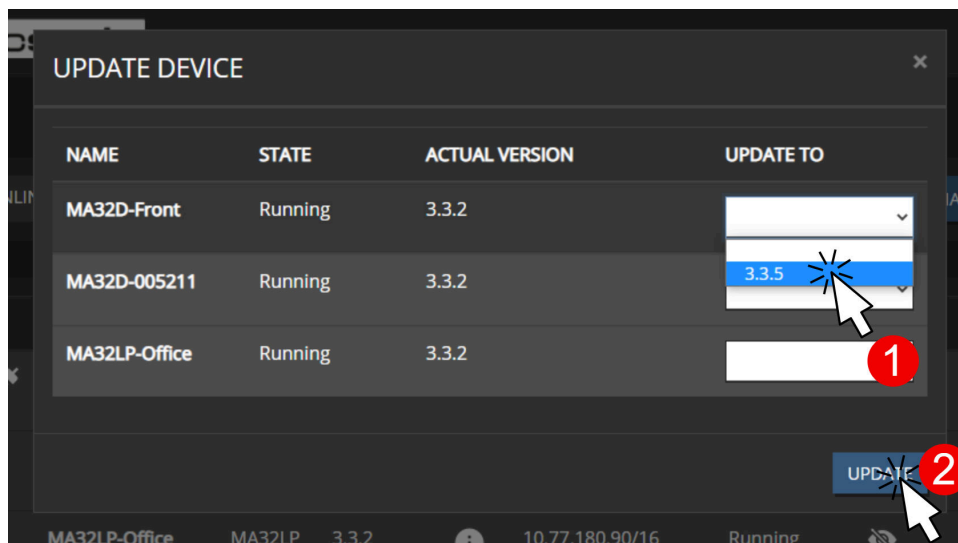 UPDATE DEVICE ×
NAME STATE ACTUAL VERSION UPDATE TO
MA32D-Front Running 3.3.2
3.3.5
MA32D-005211 Running 3.3.2
MA32LP-Office Running 3.3.2
1
UPDATE 2
MA32LP-Office MA32LP 3.3.2 10.77.180.90/16 Running